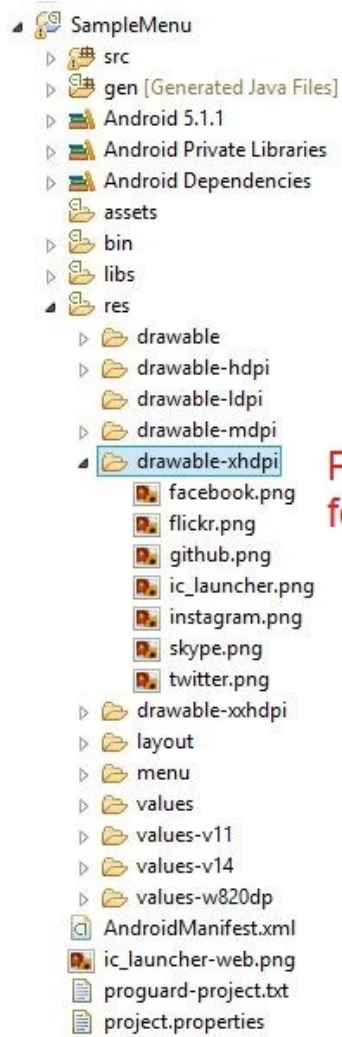 SampleMenu
src
gen [Generated Java Files]
Android 5.1.1
Android Private Libraries
Android Dependencies
assets
bin
libs
res
drawable
drawable-hdpi
drawable-ldpi
drawable-mdpi
drawable-xhdpi
facebook.png
flickr.png
github.png
ic_launcher.png
instagram.png
skype.png
twitter.png
drawable-xxhdpi
layout
menu
values
values-v11
values-v14
values-w820dp
AndroidManifest.xml
ic_launcher-web.png
proguard-project.txt
project.properties